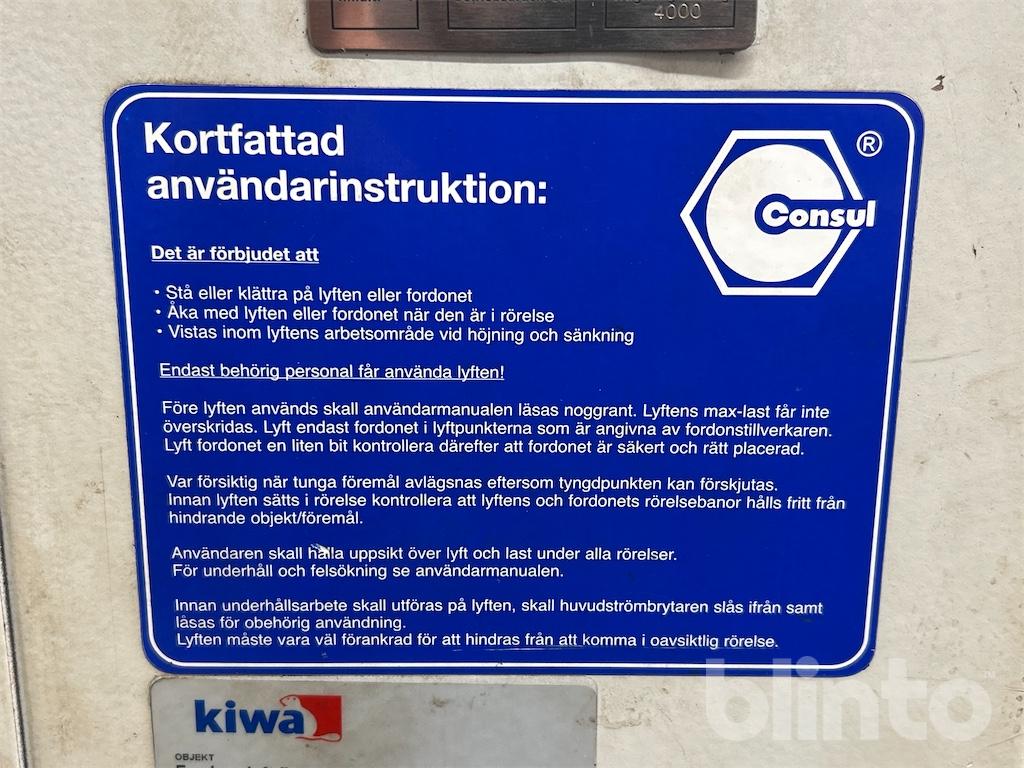 4000
Kortfattad
användarinstruktion:
®
Consul
Det är förbjudet att
· Stå eller klättra på lyften eller fordonet
· Åka med lyften eller fordonet när den är i rörelse
· Vistas inom lyftens arbetsområde vid höjning och sänkning
Endast behörig personal får använda lyften!
Före lyften används skall användarmanualen läsas noggrant. Lyftens max-last får inte
överskridas. Lyft endast fordonet i lyftpunkterna som är angivna av fordonstillverkaren.
Lyft fordonet en liten bit kontrollera därefter att fordonet är säkert och rätt placerad.
Var försiktig när tunga föremål avlägsnas eftersom tyngdpunkten kan förskjutas.
Innan lyften sätts i rörelse kontrollera att lyftens och fordonets rörelsebanor hålls fritt från
hindrande objekt/föremål.
Användaren skall hålla uppsikt över lyft och last under alla rörelser.
För underhåll och felsökning se användarmanualen.
Innan underhållsarbete skall utföras på lyften, skall huvudströmbrytaren slås ifrån samt
låsas för obehörig användning.
Lyften måste vara väl förankrad för att hindras från att komma i oavsiktlig rörelse.
kiwa
OBJEKT
blinto